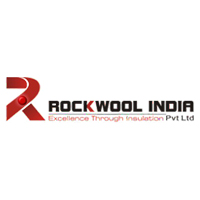 ROCKWOOL INDIA
Excellence Through Insulation Pvt Ltd